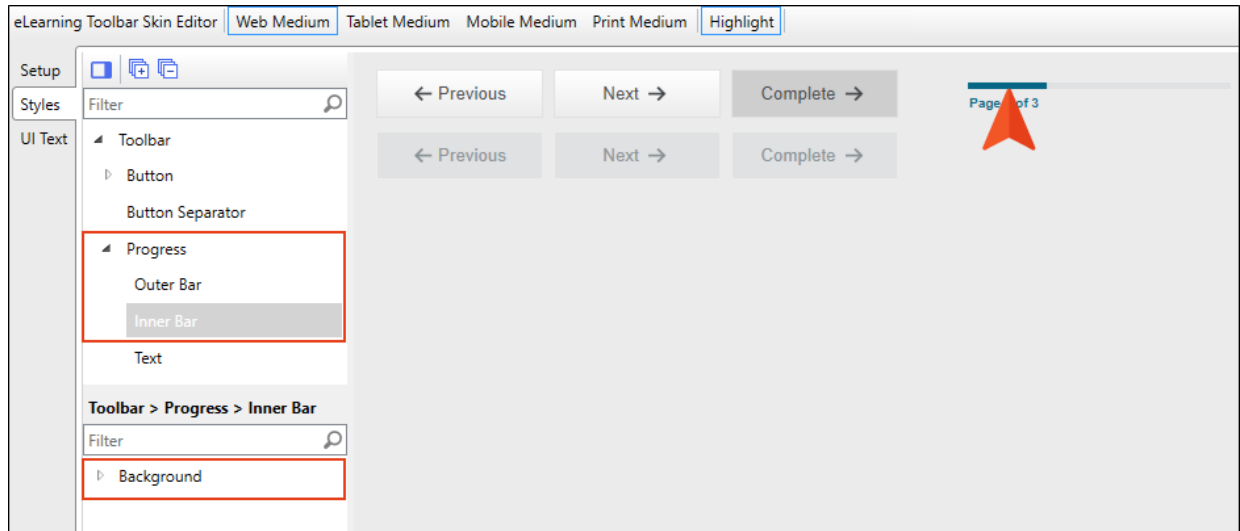 eLearning Toolbar Skin Editor Web Medium Tablet Medium Mobile Medium Print Medium Highlight
Setup
Styles
UI Text
Filter
Toolbar
Button
Button Separator
Progress
Outer Bar
Inner Bar
Text
Toolbar > Progress > Inner Bar
Filter
Background
← Previous Next → Complete →
← Previous Next → Complete →
Page of 3